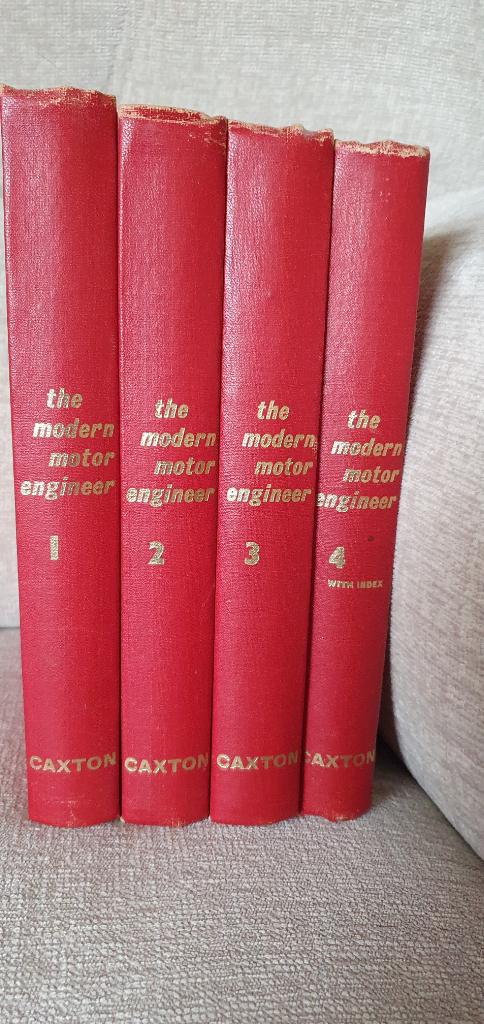 the
modern
motor
engineer
1
CAXTON
the
modern
motor
engineer
2
CAXTON
the
modern
motor
engineer
3
CAXTON
the
modern
motor
engineer
4
WITH INDEX
CAXTON